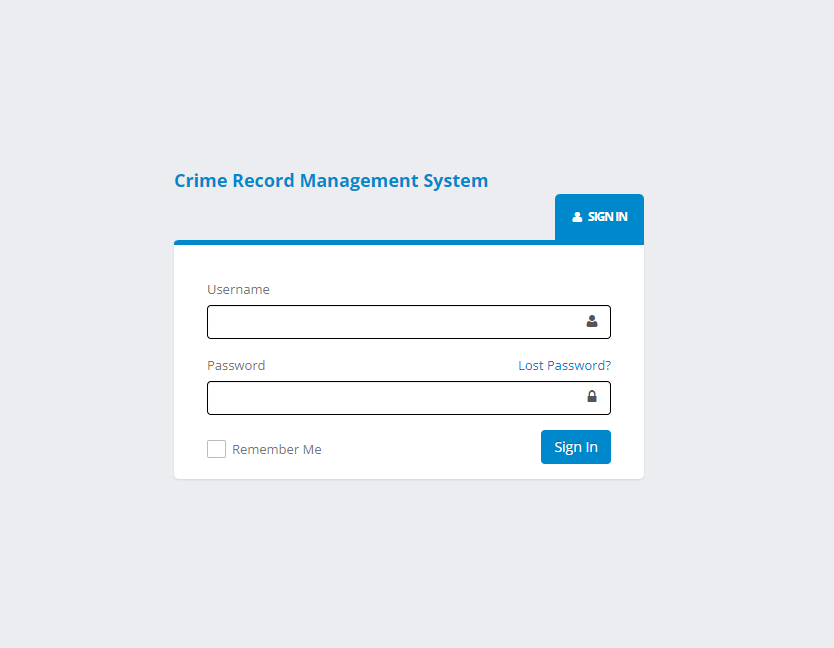 Crime Record Management System
SIGN IN
Username
Password
Lost Password?
Remember Me
Sign In